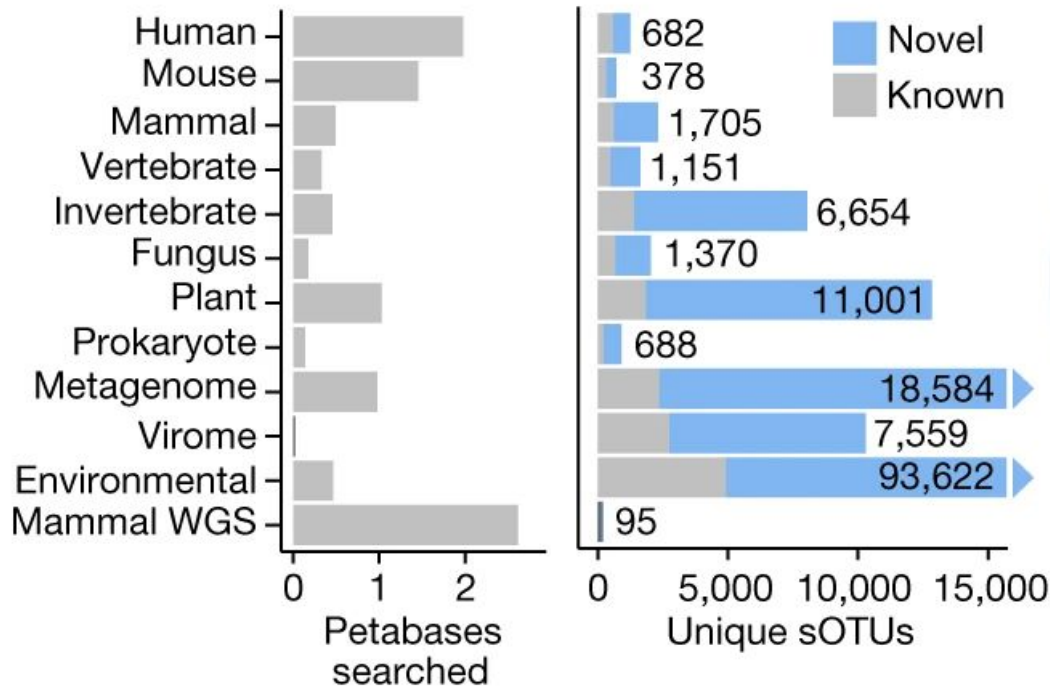 Human
Mouse
Mammal
Vertebrate
Invertebrate
Fungus
Plant
Prokaryote
Metagenome
Virome
Environmental
Mammal WGS
0 1 2
Petabases
searched
682
378
1,705
1,151
6,654
1,370
11,001
688
18,584
7,559
93,622
95
Novel
Known
0 5,000 10,000 15,000
Unique sOTUs